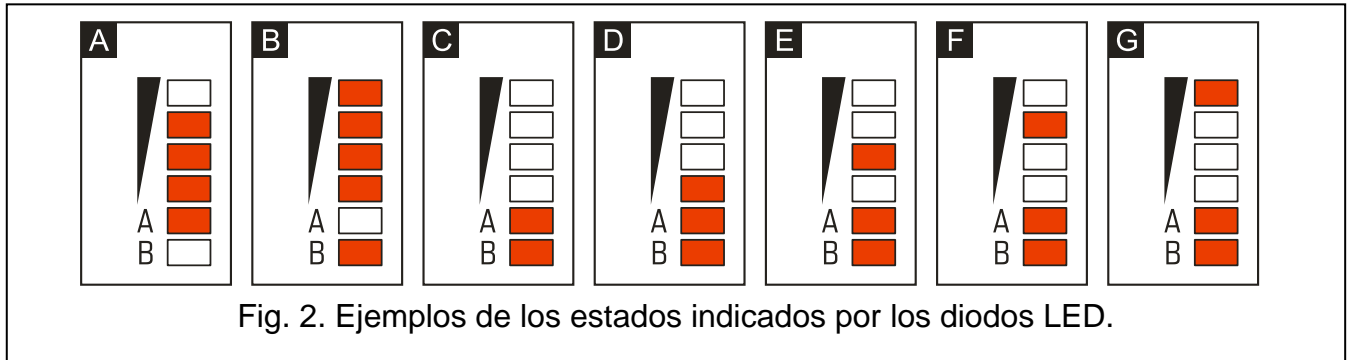 A B C D E F G
A A A A A A A
B B B B B B B
Fig. 2. Ejemplos de los estados indicados por los diodos LED.